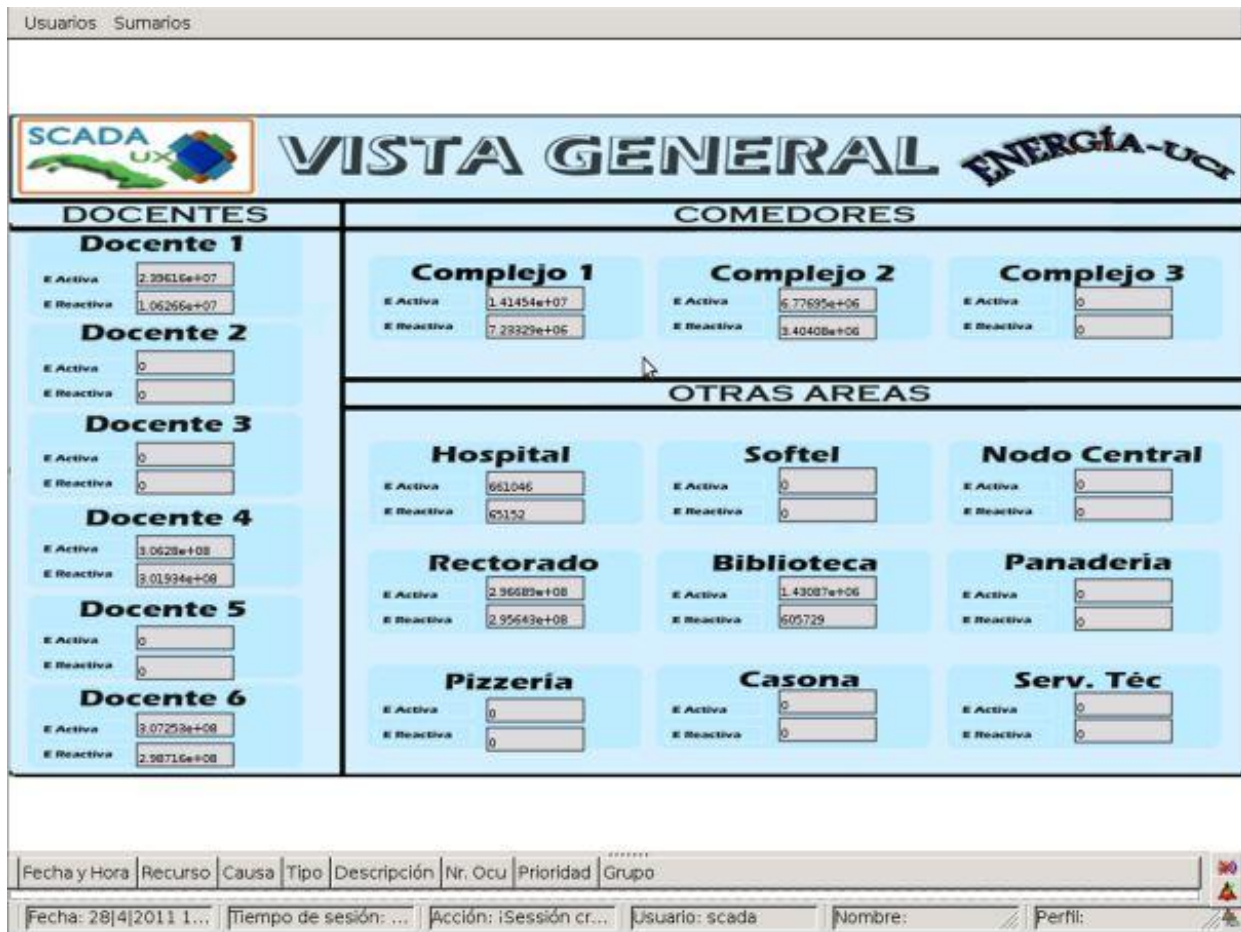 Usuarios Sumarios
SCADA UX
VISTA GENERAL
ENERGÍA-UCI
DOCENTES
Docente 1
E Activa 2.39616e+07
E Reactiva 1.06266e+07
Docente 2
E Activa 0
E Reactiva 0
Docente 3
E Activa 0
E Reactiva 0
Docente 4
E Activa 3.0628e+08
E Reactiva 3.01934e+08
Docente 5
E Activa 0
E Reactiva 0
Docente 6
E Activa 3.07253e+08
E Reactiva 2.98716e+08
COMEDORES
Complejo 1
E Activa 1.41454e+07
E Reactiva 7.23329e+06
Complejo 2
E Activa 6.77695e+06
E Reactiva 3.40408e+06
Complejo 3
E Activa 0
E Reactiva 0
OTRAS AREAS
Hospital
E Activa 661046
E Reactiva 65152
Softel
E Activa 0
E Reactiva 0
Nodo Central
E Activa 0
E Reactiva 0
Rectorado
E Activa 2.96689e+08
E Reactiva 2.95643e+08
Biblioteca
E Activa 1.43087e+06
E Reactiva 605729
Panadería
E Activa 0
E Reactiva 0
Pizzería
E Activa 0
E Reactiva 0
Casona
E Activa 0
E Reactiva 0
Serv. Téc
E Activa 0
E Reactiva 0
Fecha y Hora Recurso Causa Tipo Descripción Nr. Ocu Prioridad Grupo
Fecha: 28|4|2011 1... Tiempo de sesión: ... Acción: ¡Sessión cr... Usuario: scada Nombre: Perfil: